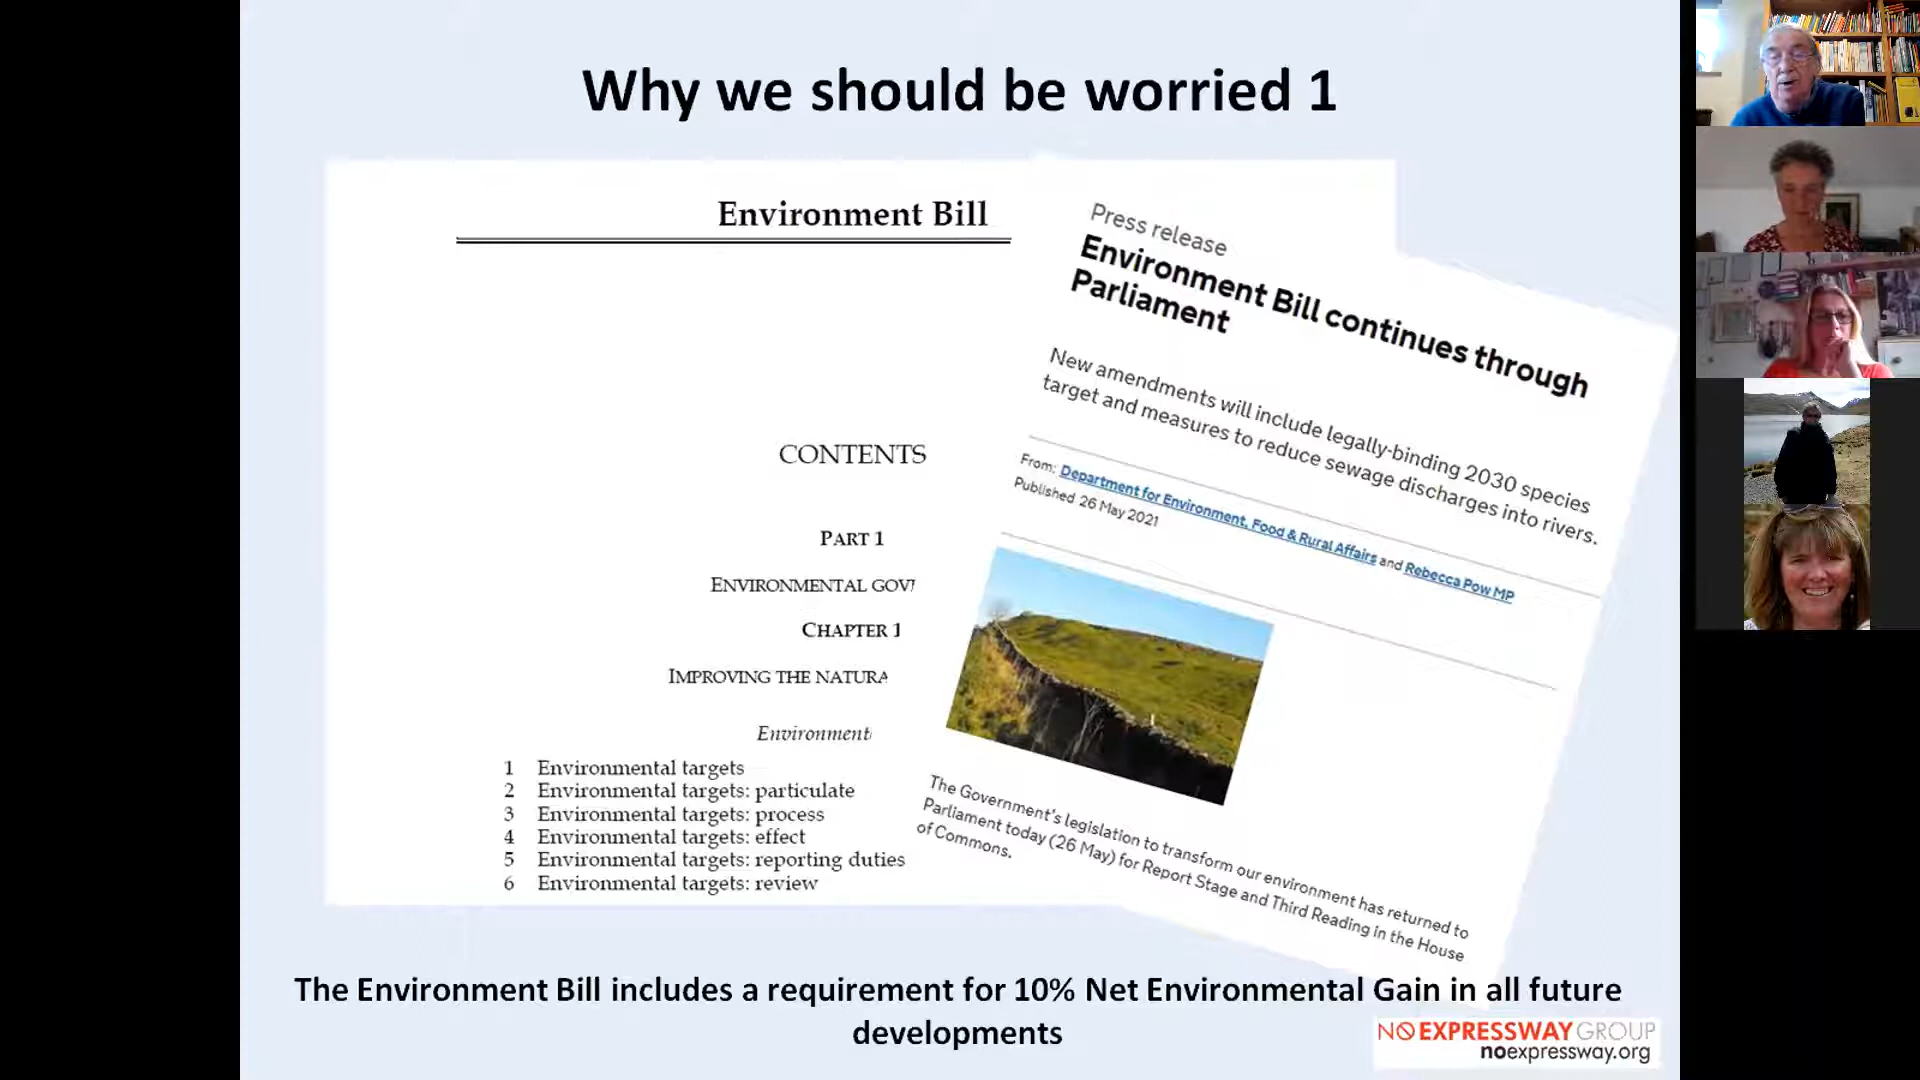 Why we should be worried 1
Environment Bill
CONTENTS
PART 1
ENVIRONMENTAL GOV
CHAPTER 1
IMPROVING THE NATURA
Environment
1 Environmental targets
2 Environmental targets: particulate
3 Environmental targets: process
4 Environmental targets: effect
5 Environmental targets: reporting duties
6 Environmental targets: review
Press release
Environment Bill continues through
Parliament
New amendments will include legally-binding 2030 species
target and measures to reduce sewage discharges into rivers.
From: Department for Environment, Food & Rural Affairs and Rebecca Pow MP
Published 26 May 2021
The Government's legislation to transform our environment has returned to
Parliament today (26 May) for Report Stage and Third Reading in the House
of Commons.
The Environment Bill includes a requirement for 10% Net Environmental Gain in all future
developments
NO EXPRESSWAY GROUP
noexpressway.org